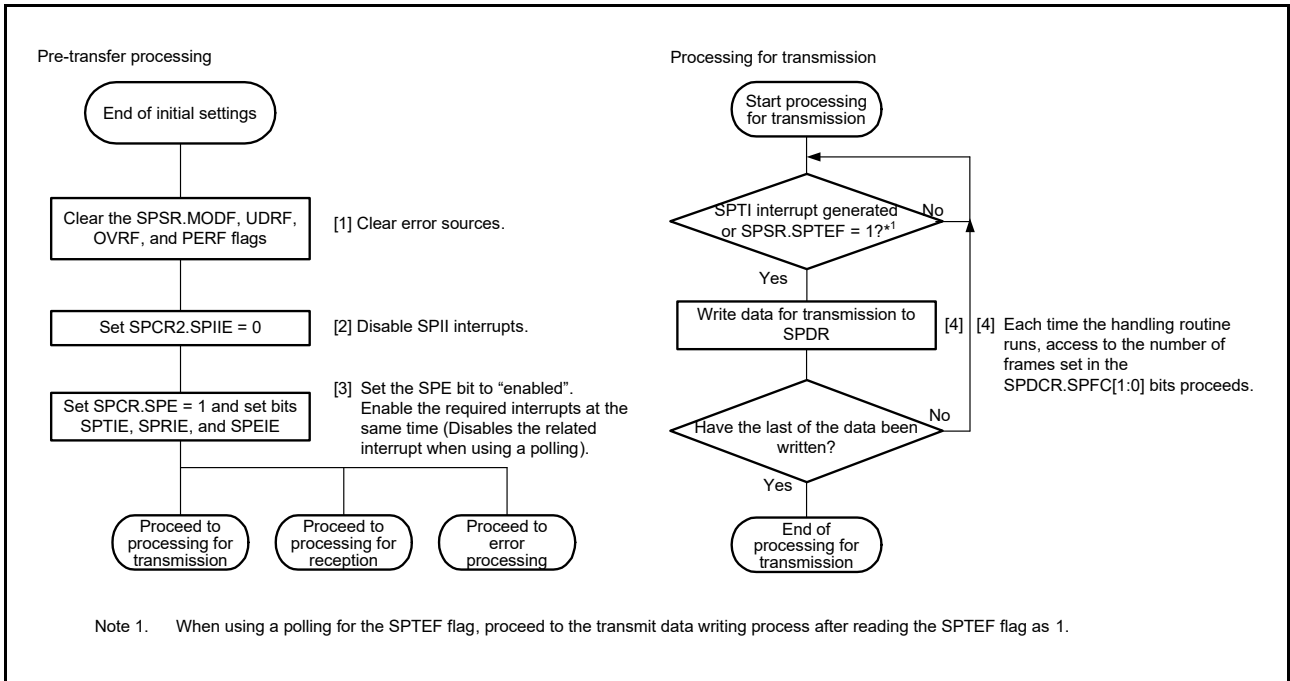 Pre-transfer processing
End of initial settings
Clear the SPSR.MODF, UDRF,
OVRF, and PERF flags
[1] Clear error sources.
Set SPCR2.SPIIE = 0
[2] Disable SPII interrupts.
Set SPCR.SPE = 1 and set bits
SPTIE, SPRIE, and SPEIE
[3] Set the SPE bit to “enabled”.
Enable the required interrupts at the
same time (Disables the related
interrupt when using a polling).
Proceed to
processing for
transmission
Proceed to
processing for
reception
Proceed to
error
processing
Processing for transmission
Start processing
for transmission
SPTI interrupt generated
or SPSR.SPTEF = 1?*1
No
Yes
Write data for transmission to
SPDR
[4]
[4] Each time the handling routine
runs, access to the number of
frames set in the
SPDCR.SPFC[1:0] bits proceeds.
Have the last of the data been
written?
No
Yes
End of
processing for
transmission
Note 1. When using a polling for the SPTEF flag, proceed to the transmit data writing process after reading the SPTEF flag as 1.